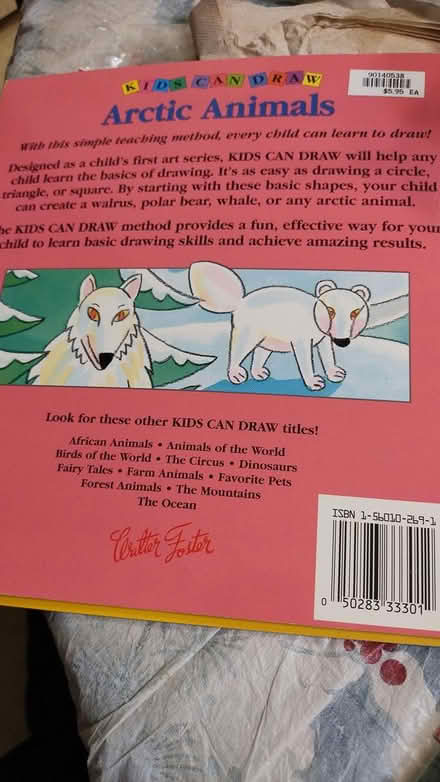 KIDS CAN DRAW
90140538
$5.95 EA
Arctic Animals
With this simple teaching method, every child can learn to draw!
Designed as a child's first art series, KIDS CAN DRAW will help any
child learn the basics of drawing. It's as easy as drawing a circle,
triangle, or square. By starting with these basic shapes, your child
can create a walrus, polar bear, whale, or any arctic animal.
he KIDS CAN DRAW method provides a fun, effective way for your
child to learn basic drawing skills and achieve amazing results.
Look for these other KIDS CAN DRAW titles!
African Animals • Animals of the World
Birds of the World • The Circus • Dinosaurs
Fairy Tales • Farm Animals • Favorite Pets
Forest Animals • The Mountains
The Ocean
Walter Foster
ISBN 1-56010-269-1
0 50283 33301